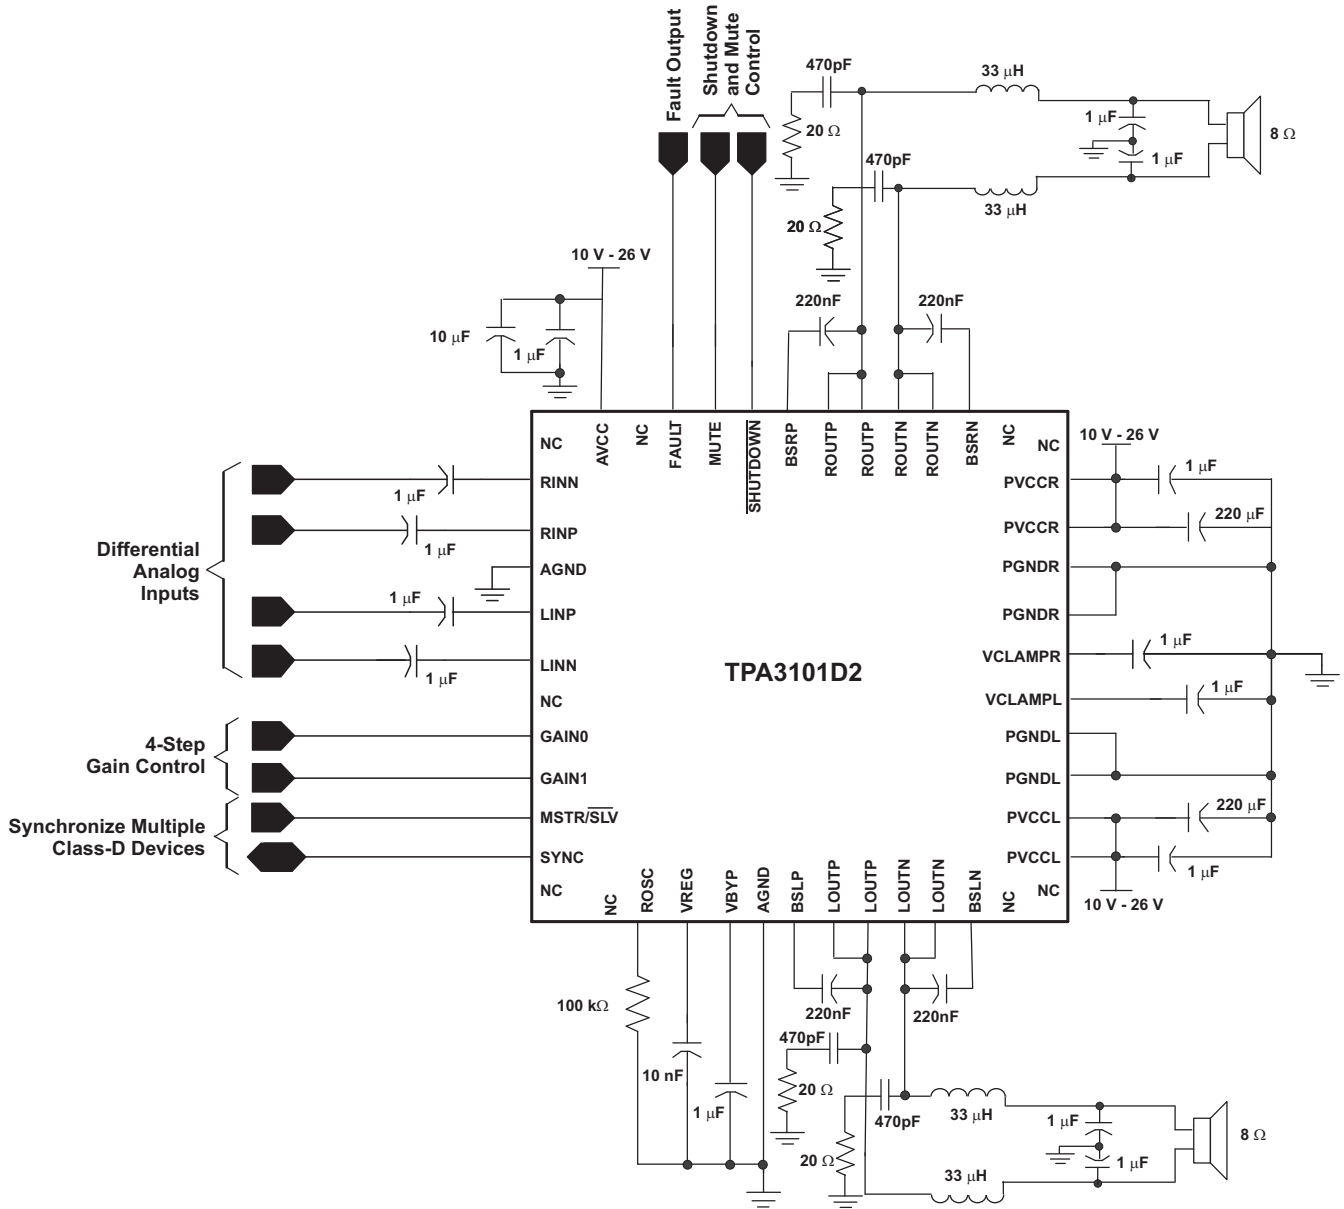 Fault Output
Shutdown
and Mute
Control
470pF
33 μH
20 Ω
1 μF
8 Ω
1 μF
470pF
33 μH
20 Ω
10 V - 26 V
220nF
220nF
10 μF
1 μF
NC
AVCC
NC
FAULT
MUTE
SHUTDOWN
BSRP
ROUTP
ROUTP
ROUTN
ROUTN
BSRN
NC
NC
10 V - 26 V
1 μF
RINN
PVCCR
1 μF
220 μF
RINP
PVCCR
1 μF
Differential
Analog
Inputs
AGND
PGNDR
1 μF
LINP
PGNDR
1 μF
LINN
VCLAMPR
1 μF
TPA3101D2
NC
VCLAMPL
1 μF
4-Step
Gain Control
GAIN0
PGNDL
GAIN1
PGNDL
220 μF
Synchronize Multiple
Class-D Devices
MSTR/SLV
PVCCL
SYNC
PVCCL
1 μF
NC
NC
10 V - 26 V
NC
ROSC
VREG
VBYP
AGND
BSLP
LOUTP
LOUTP
LOUTN
LOUTN
BSLN
NC
100 kΩ
220nF
220nF
470pF
10 nF
20 Ω
1 μF
470pF
33 μH
1 μF
8 Ω
20 Ω
33 μH
1 μF